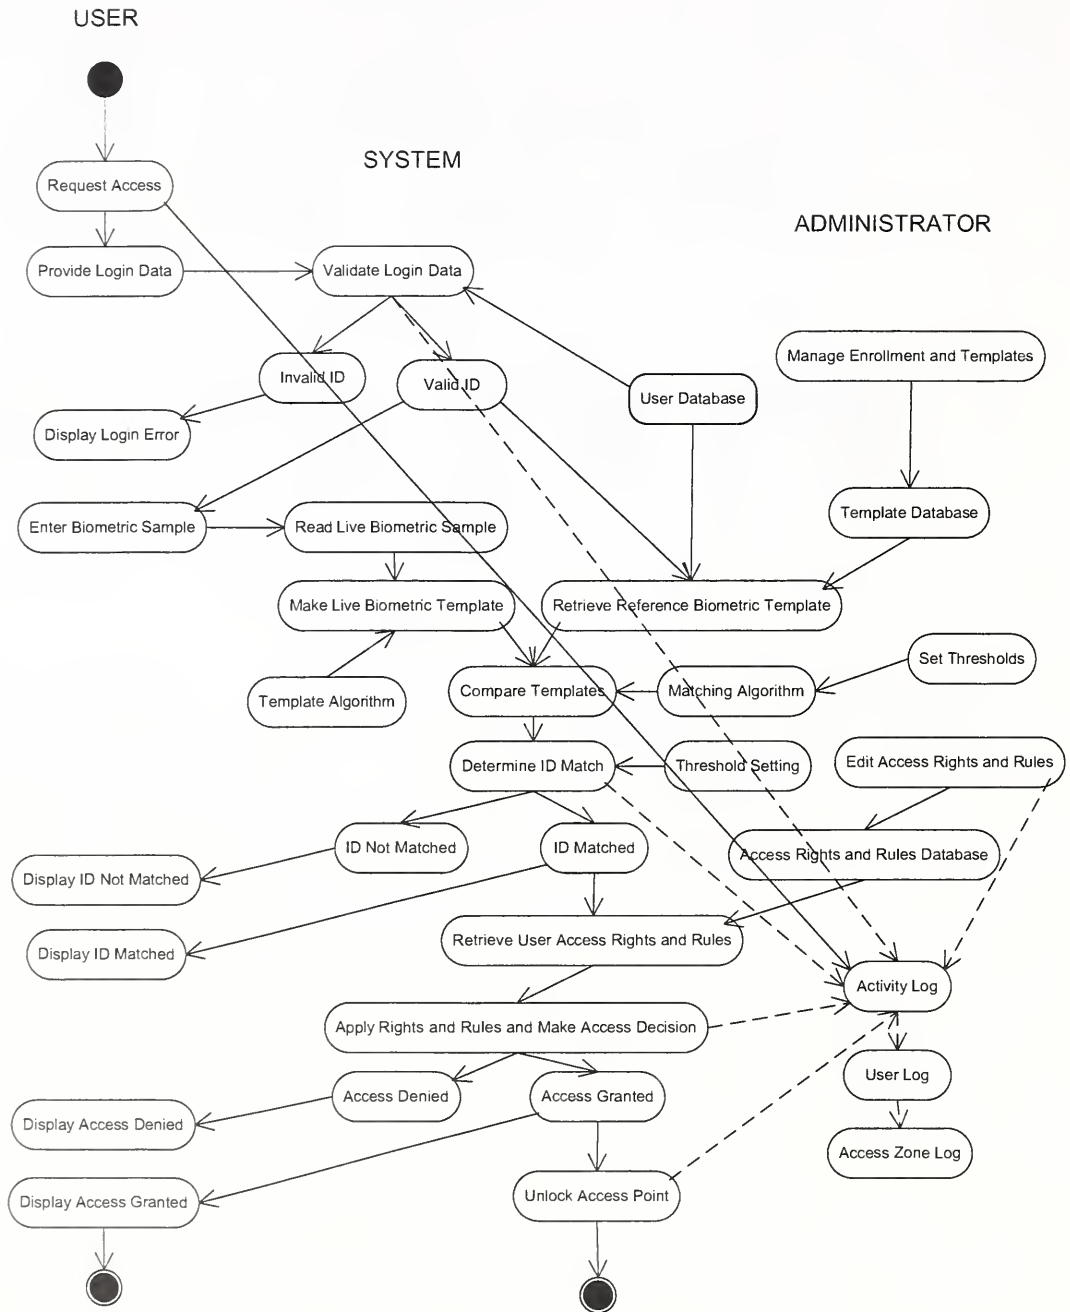 USER
SYSTEM
Request Access
ADMINISTRATOR
Provide Login Data
Validate Login Data
Manage Enrollment and Templates
Invalid ID
Valid ID
User Database
Display Login Error
Template Database
Enter Biometric Sample
Read Live Biometric Sample
Make Live Biometric Template
Retrieve Reference Biometric Template
Set Thresholds
Template Algorithm
Compare Templates
Matching Algorithm
Determine ID Match
Threshold Setting
Edit Access Rights and Rules
ID Not Matched
ID Matched
Access Rights and Rules Database
Display ID Not Matched
Retrieve User Access Rights and Rules
Display ID Matched
Activity Log
Apply Rights and Rules and Make Access Decision
User Log
Access Denied
Access Granted
Display Access Denied
Access Zone Log
Display Access Granted
Unlock Access Point